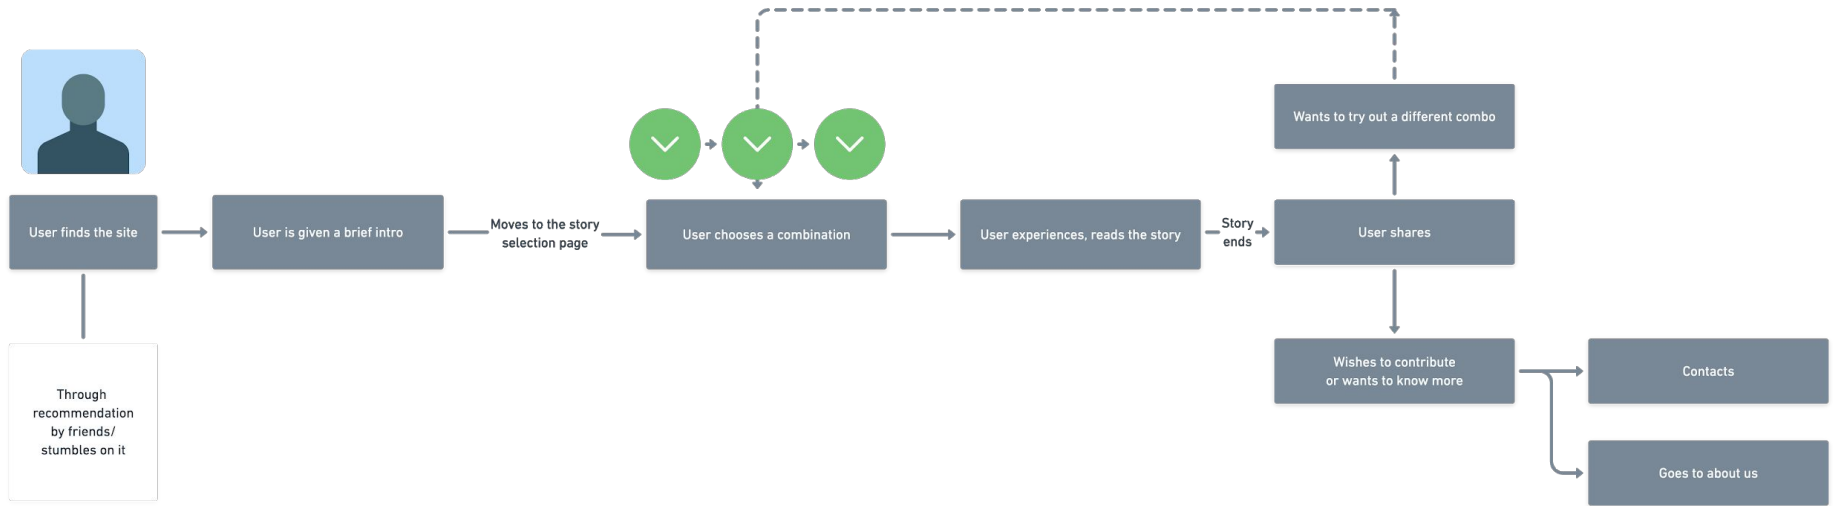 User finds the site
Through
recommendation
by friends/
stumbles on it
User is given a brief intro
Moves to the story
selection page
User chooses a combination
User experiences, reads the story
Story
ends
User shares
Wants to try out a different combo
Wishes to contribute
or wants to know more
Contacts
Goes to about us